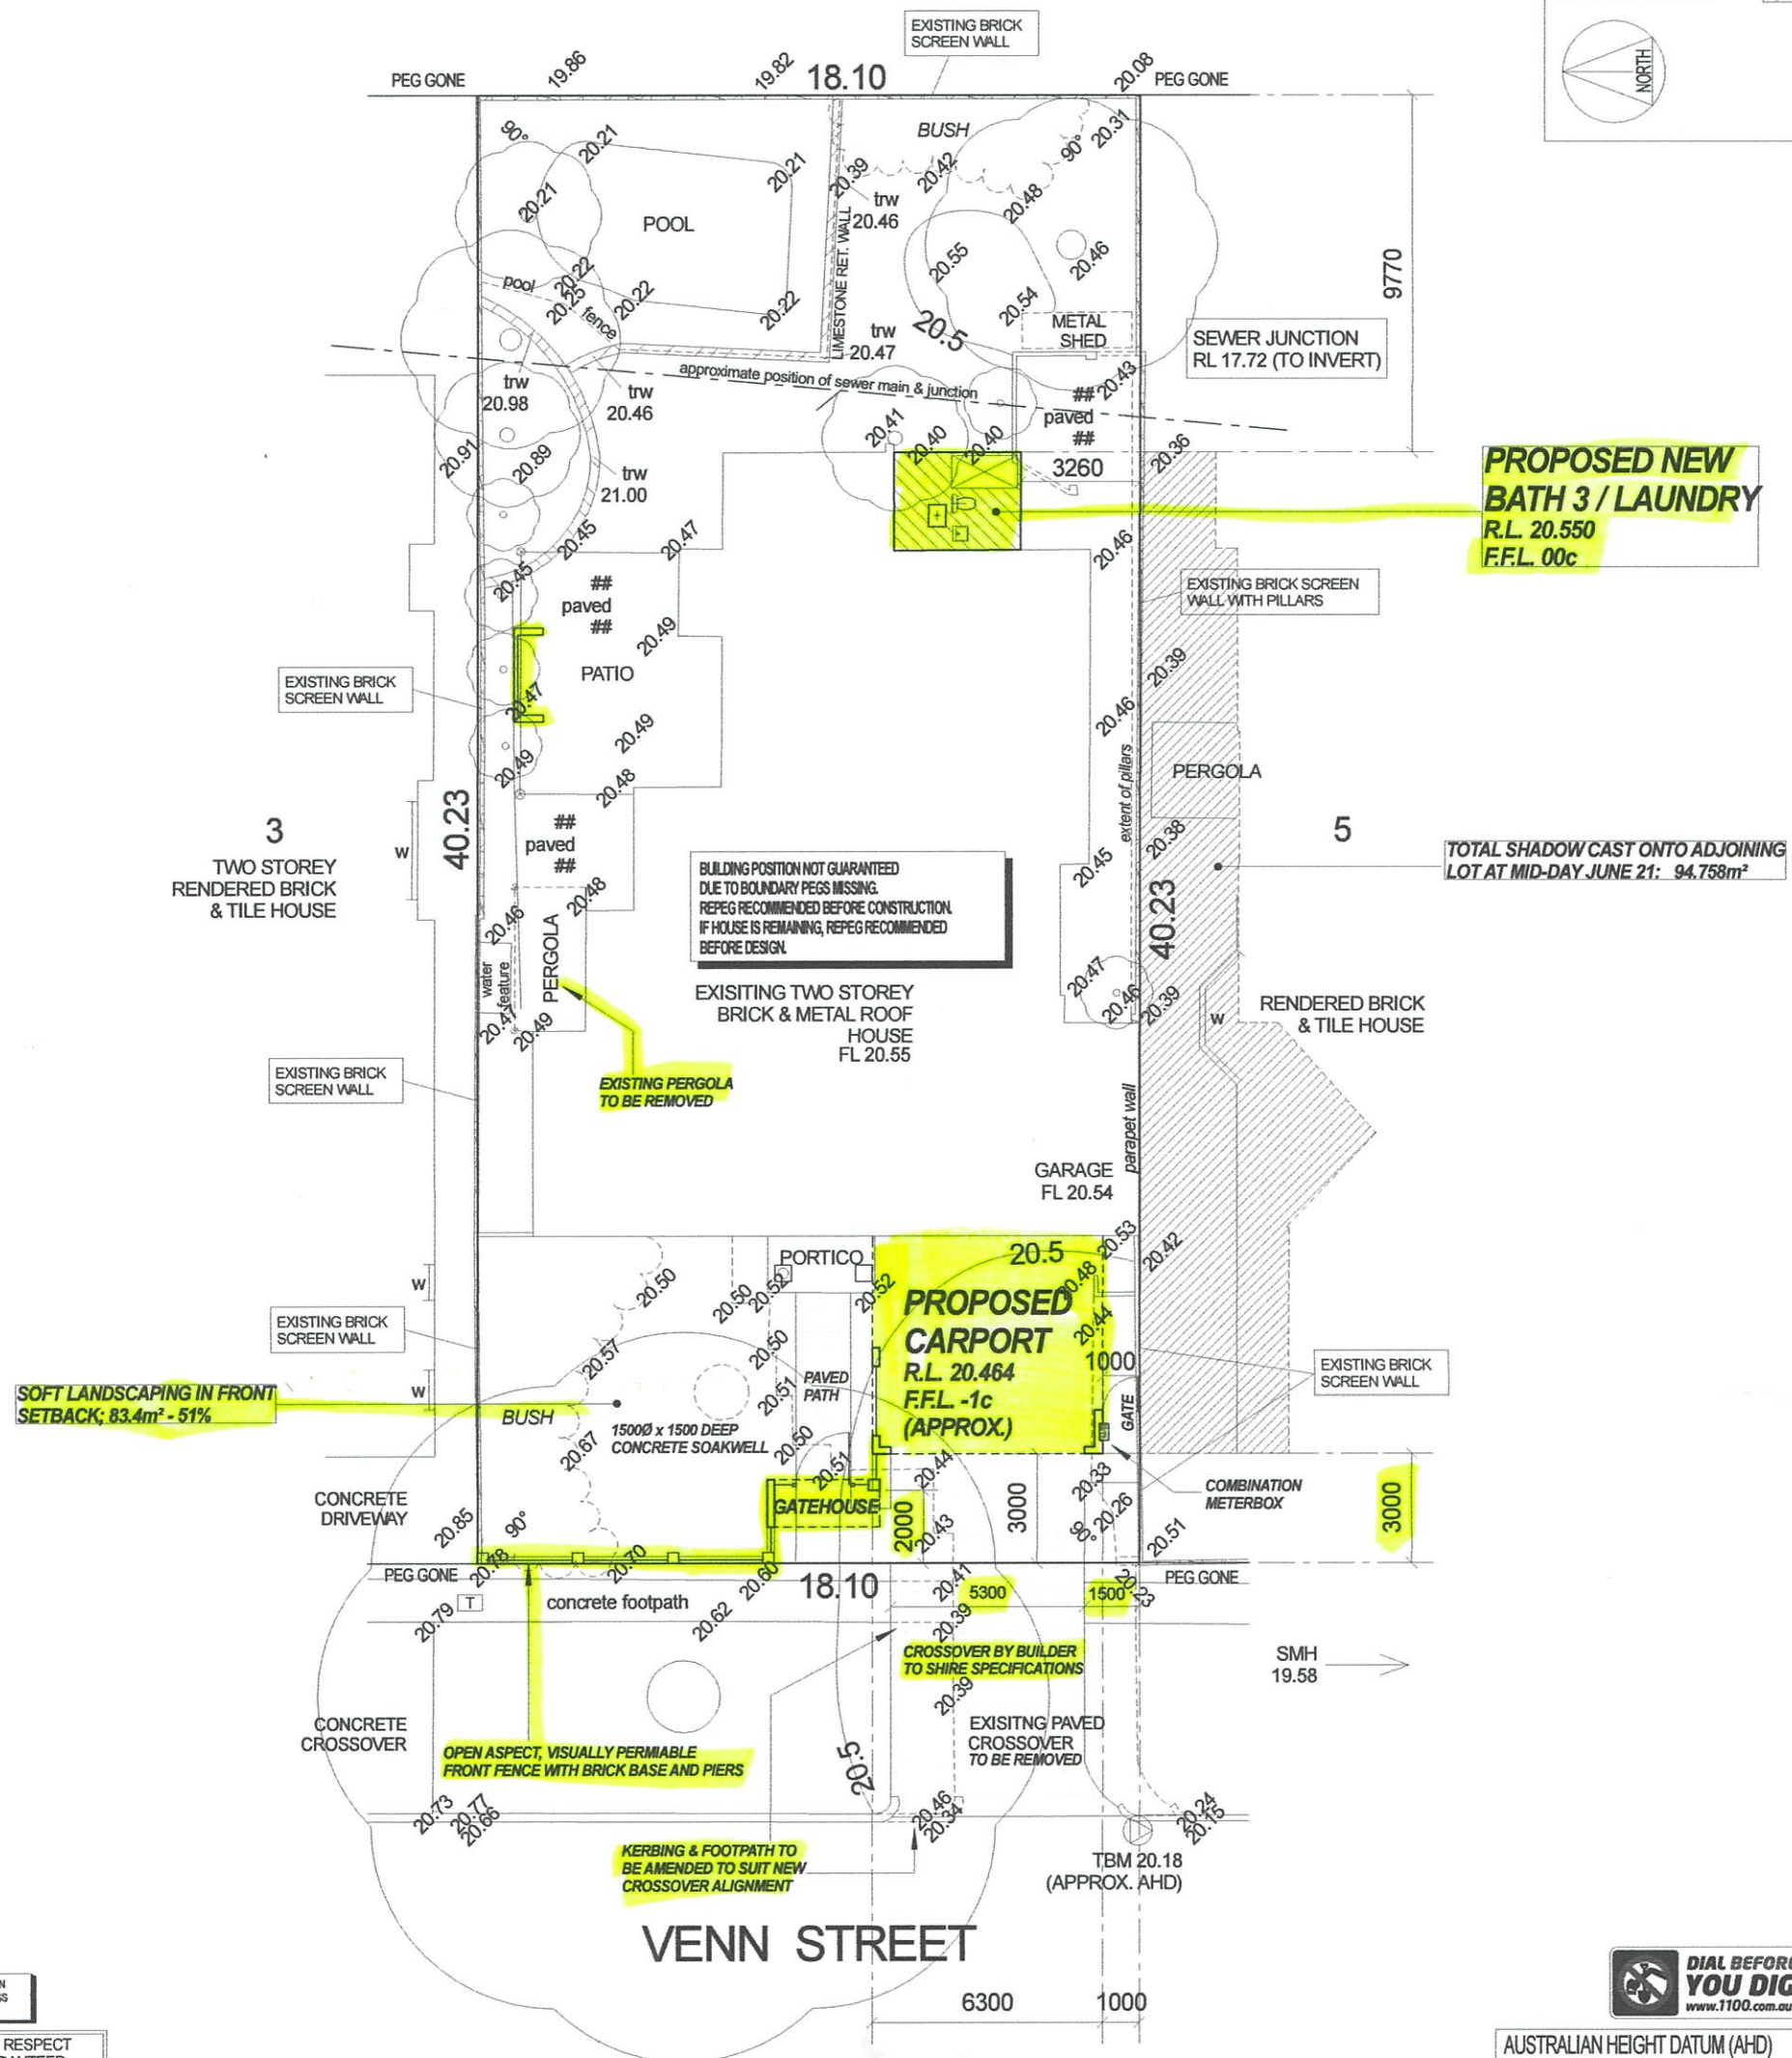 EXISTING BRICK
SCREEN WALL
NORTH
PEG GONE
19.86
19.82
18.10
20.08
PEG GONE
90°
20.21
20.21
20.21
POOL
BUSH
90°
20.31
20.39
20.42
trw
20.46
20.48
20.46
LIMESTONE RET. WALL
20.55
20.54
9770
pool
fence
20.22
20.25
20.22
20.22
trw
20.47
20.5
METAL
SHED
SEWER JUNCTION
RL 17.72 (TO INVERT)
approximate position of sewer main & junction
trw
20.98
trw
20.46
20.43
##
paved
##
20.41
20.40
20.40
3260
20.36
20.91
20.89
trw
21.00
PROPOSED NEW
BATH 3 / LAUNDRY
R.L. 20.550
F.F.L. 00c
20.45
20.47
20.46
20.45
##
paved
##
EXISTING BRICK SCREEN
WALL WITH PILLARS
20.49
PATIO
20.39
EXISTING BRICK
SCREEN WALL
20.47
20.49
20.46
20.49
20.48
extent of pillars
PERGOLA
40.23
3
TWO STOREY
RENDERED BRICK
& TILE HOUSE
W
##
paved
##
20.48
BUILDING POSITION NOT GUARANTEED
DUE TO BOUNDARY PEGS MISSING.
REPEG RECOMMENDED BEFORE CONSTRUCTION.
IF HOUSE IS REMAINING, REPEG RECOMMENDED
BEFORE DESIGN.
20.45
20.38
5
TOTAL SHADOW CAST ONTO ADJOINING
LOT AT MID-DAY JUNE 21: 94.758m²
40.23
20.46
water
feature
PERGOLA
20.47
20.49
EXISITING TWO STOREY
BRICK & METAL ROOF
HOUSE
FL 20.55
20.47
20.46
20.39
W
RENDERED BRICK
& TILE HOUSE
EXISTING BRICK
SCREEN WALL
EXISTING PERGOLA
TO BE REMOVED
parapet wall
GARAGE
FL 20.54
W
PORTICO
20.50
20.50
20.52
20.52
20.5
20.53
20.48
20.42
EXISTING BRICK
SCREEN WALL
PROPOSED
CARPORT
R.L. 20.464
F.F.L. -1c
(APPROX.)
20.44
1000
20.57
20.50
20.51
PAVED
PATH
EXISTING BRICK
SCREEN WALL
W
SOFT LANDSCAPING IN FRONT
SETBACK; 83.4m² - 51%
BUSH
1500Ø x 1500 DEEP
CONCRETE SOAKWELL
GATE
20.67
20.50
20.51
20.44
20.33
COMBINATION
METERBOX
CONCRETE
DRIVEWAY
GATEHOUSE
2000
3000
3000
20.43
20.26
90°
20.51
20.85
90°
PEG GONE
20.78
20.70
20.60
18.10
20.41
20.23
PEG GONE
T
concrete footpath
5300
1500
20.79
20.62
20.39
CROSSOVER BY BUILDER
TO SHIRE SPECIFICATIONS
SMH
19.58
20.39
CONCRETE
CROSSOVER
EXISITNG PAVED
CROSSOVER
TO BE REMOVED
OPEN ASPECT, VISUALLY PERMIABLE
FRONT FENCE WITH BRICK BASE AND PIERS
20.5
20.73
20.77
20.66
20.46
20.34
20.24
20.15
KERBING & FOOTPATH TO
BE AMENDED TO SUIT NEW
CROSSOVER ALIGNMENT
TBM 20.18
(APPROX. AHD)
VENN STREET
6300
1000
DIAL BEFORE
YOU DIG
www.1100.com.au
RESPECT
AUSTRALIAN HEIGHT DATUM (AHD)